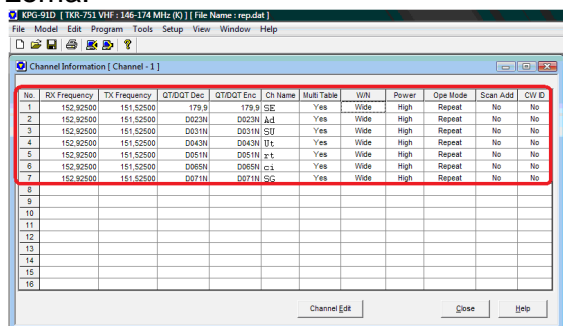 KPG-91D [ TKR-751 VHF : 146-174 MHz (K) ] [ File Name : rep.dat ]
File Model Edit Program Tools Setup View Window Help
Channel Information [ Channel - 1 ]
No. RX Frequency TX Frequency QT/DQT Dec QT/DQT Enc Ch Name Multi Table W/N Power Ope Mode Scan Add CW ID
1 152,92500 151,52500 179,9 179,9 SE Yes Wide High Repeat No No
2 152,92500 151,52500 D023N D023N Ad Yes Wide High Repeat No No
3 152,92500 151,52500 D031N D031N SU Yes Wide High Repeat No No
4 152,92500 151,52500 D043N D043N Ut Yes Wide High Repeat No No
5 152,92500 151,52500 D051N D051N rt Yes Wide High Repeat No No
6 152,92500 151,52500 D065N D065N ci Yes Wide High Repeat No No
7 152,92500 151,52500 D071N D071N SG Yes Wide High Repeat No No
8
9
10
11
12
13
14
15
16
Channel Edit Close Help